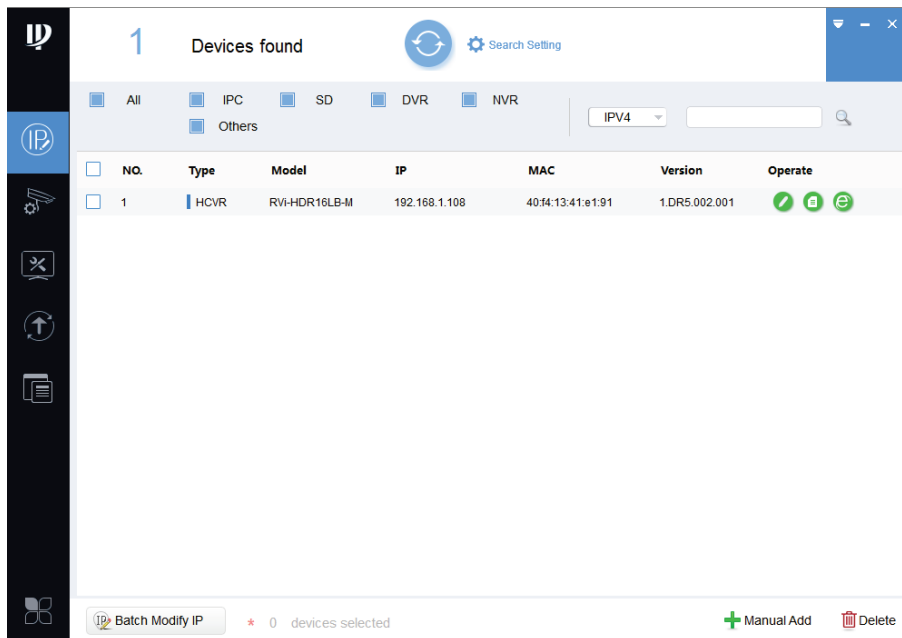 1 Devices found Search Setting
All IPC SD DVR NVR
Others
IPV4
NO. Type Model IP MAC Version Operate
1 HCVR RVi-HDR16LB-M 192.168.1.108 40:f4:13:41:e1:91 1.DR5.002.001
Batch Modify IP * 0 devices selected Manual Add Delete